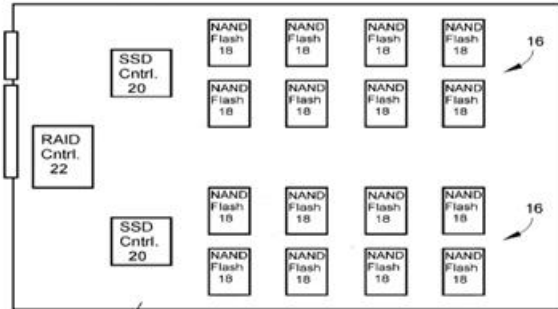 NAND NAND NAND NAND
Flash Flash Flash Flash
18 18 18 18
16
SSD
Cntrl.
20
NAND NAND NAND NAND
Flash Flash Flash Flash
18 18 18 18
RAID
Cntrl.
22
NAND NAND NAND NAND
Flash Flash Flash Flash
18 18 18 18
16
SSD
Cntrl.
20
NAND NAND NAND NAND
Flash Flash Flash Flash
18 18 18 18